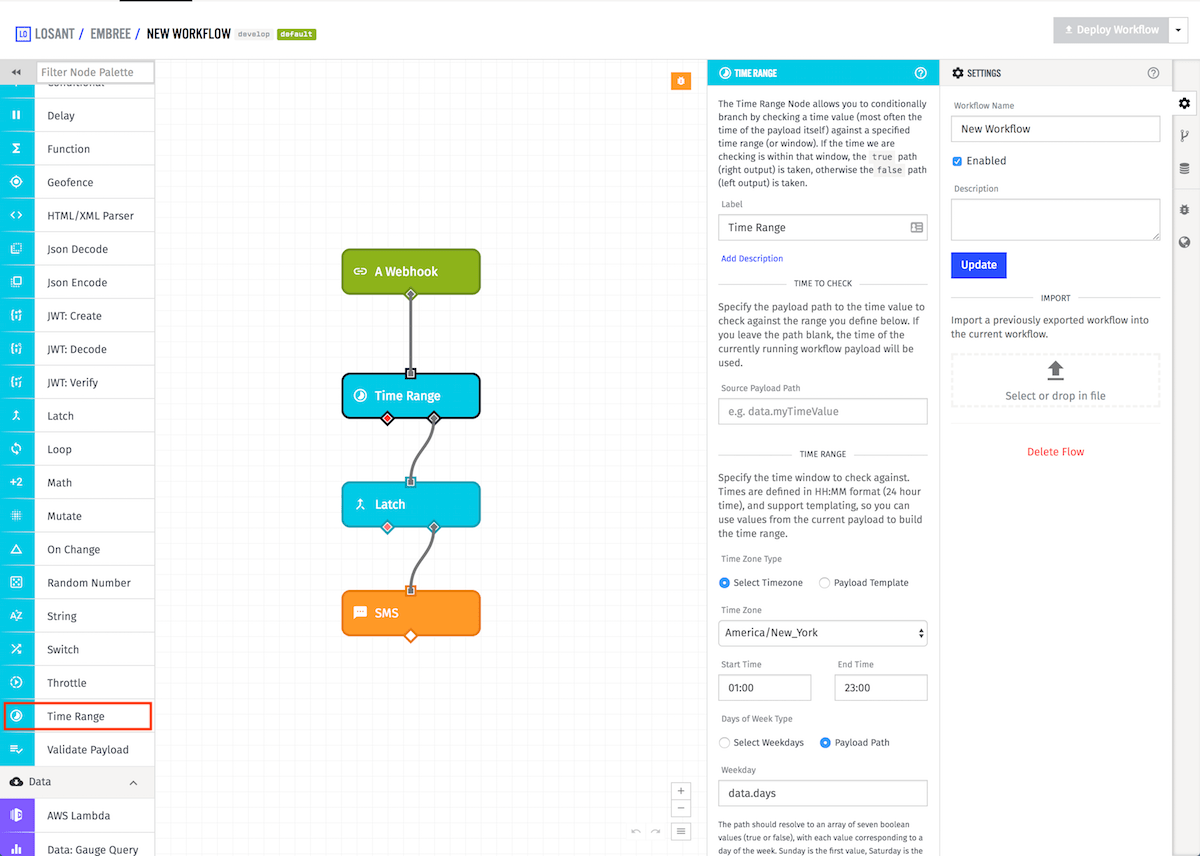 LOSANT / EMBREE / NEW WORKFLOW develop default
Deploy Workflow
Filter Node Palette
Conditional
Delay
Function
Geofence
HTML/XML Parser
Json Decode
Json Encode
JWT: Create
JWT: Decode
JWT: Verify
Latch
Loop
+2 Math
Mutate
On Change
Random Number
String
Switch
Throttle
Time Range
Validate Payload
Data
AWS Lambda
Data: Gauge Query
A Webhook
Time Range
Latch
SMS
TIME RANGE
The Time Range Node allows you to conditionally
branch by checking a time value (most often the
time of the payload itself) against a specified
time range (or window). If the time we are
checking is within that window, the true path
(right output) is taken, otherwise the false path
(left output) is taken.
Label
Time Range
Add Description
TIME TO CHECK
Specify the payload path to the time value to
check against the range you define below. If
you leave the path blank, the time of the
currently running workflow payload will be
used.
Source Payload Path
e.g. data.myTimeValue
TIME RANGE
Specify the time window to check against.
Times are defined in HH:MM format (24 hour
time), and support templating, so you can
use values from the current payload to build
the time range.
Time Zone Type
Select Timezone Payload Template
Time Zone
America/New_York
Start Time End Time
01:00 23:00
Days of Week Type
Select Weekdays Payload Path
Weekday
data.days
The path should resolve to an array of seven boolean
values (true or false), with each value corresponding to a
day of the week. Sunday is the first value, Saturday is the
SETTINGS
Workflow Name
New Workflow
Enabled
Description
Update
IMPORT
Import a previously exported workflow into
the current workflow.
Select or drop in file
Delete Flow